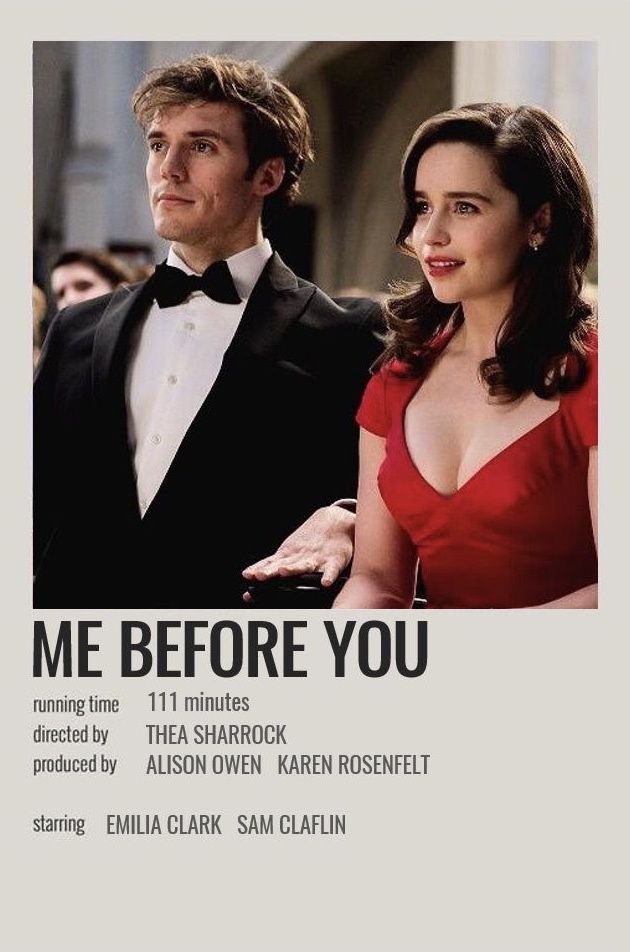 ME BEFORE YOU
running time 111 minutes
directed by THEA SHARROCK
produced by ALISON OWEN KAREN ROSENFELT
starring EMILIA CLARK SAM CLAFLIN